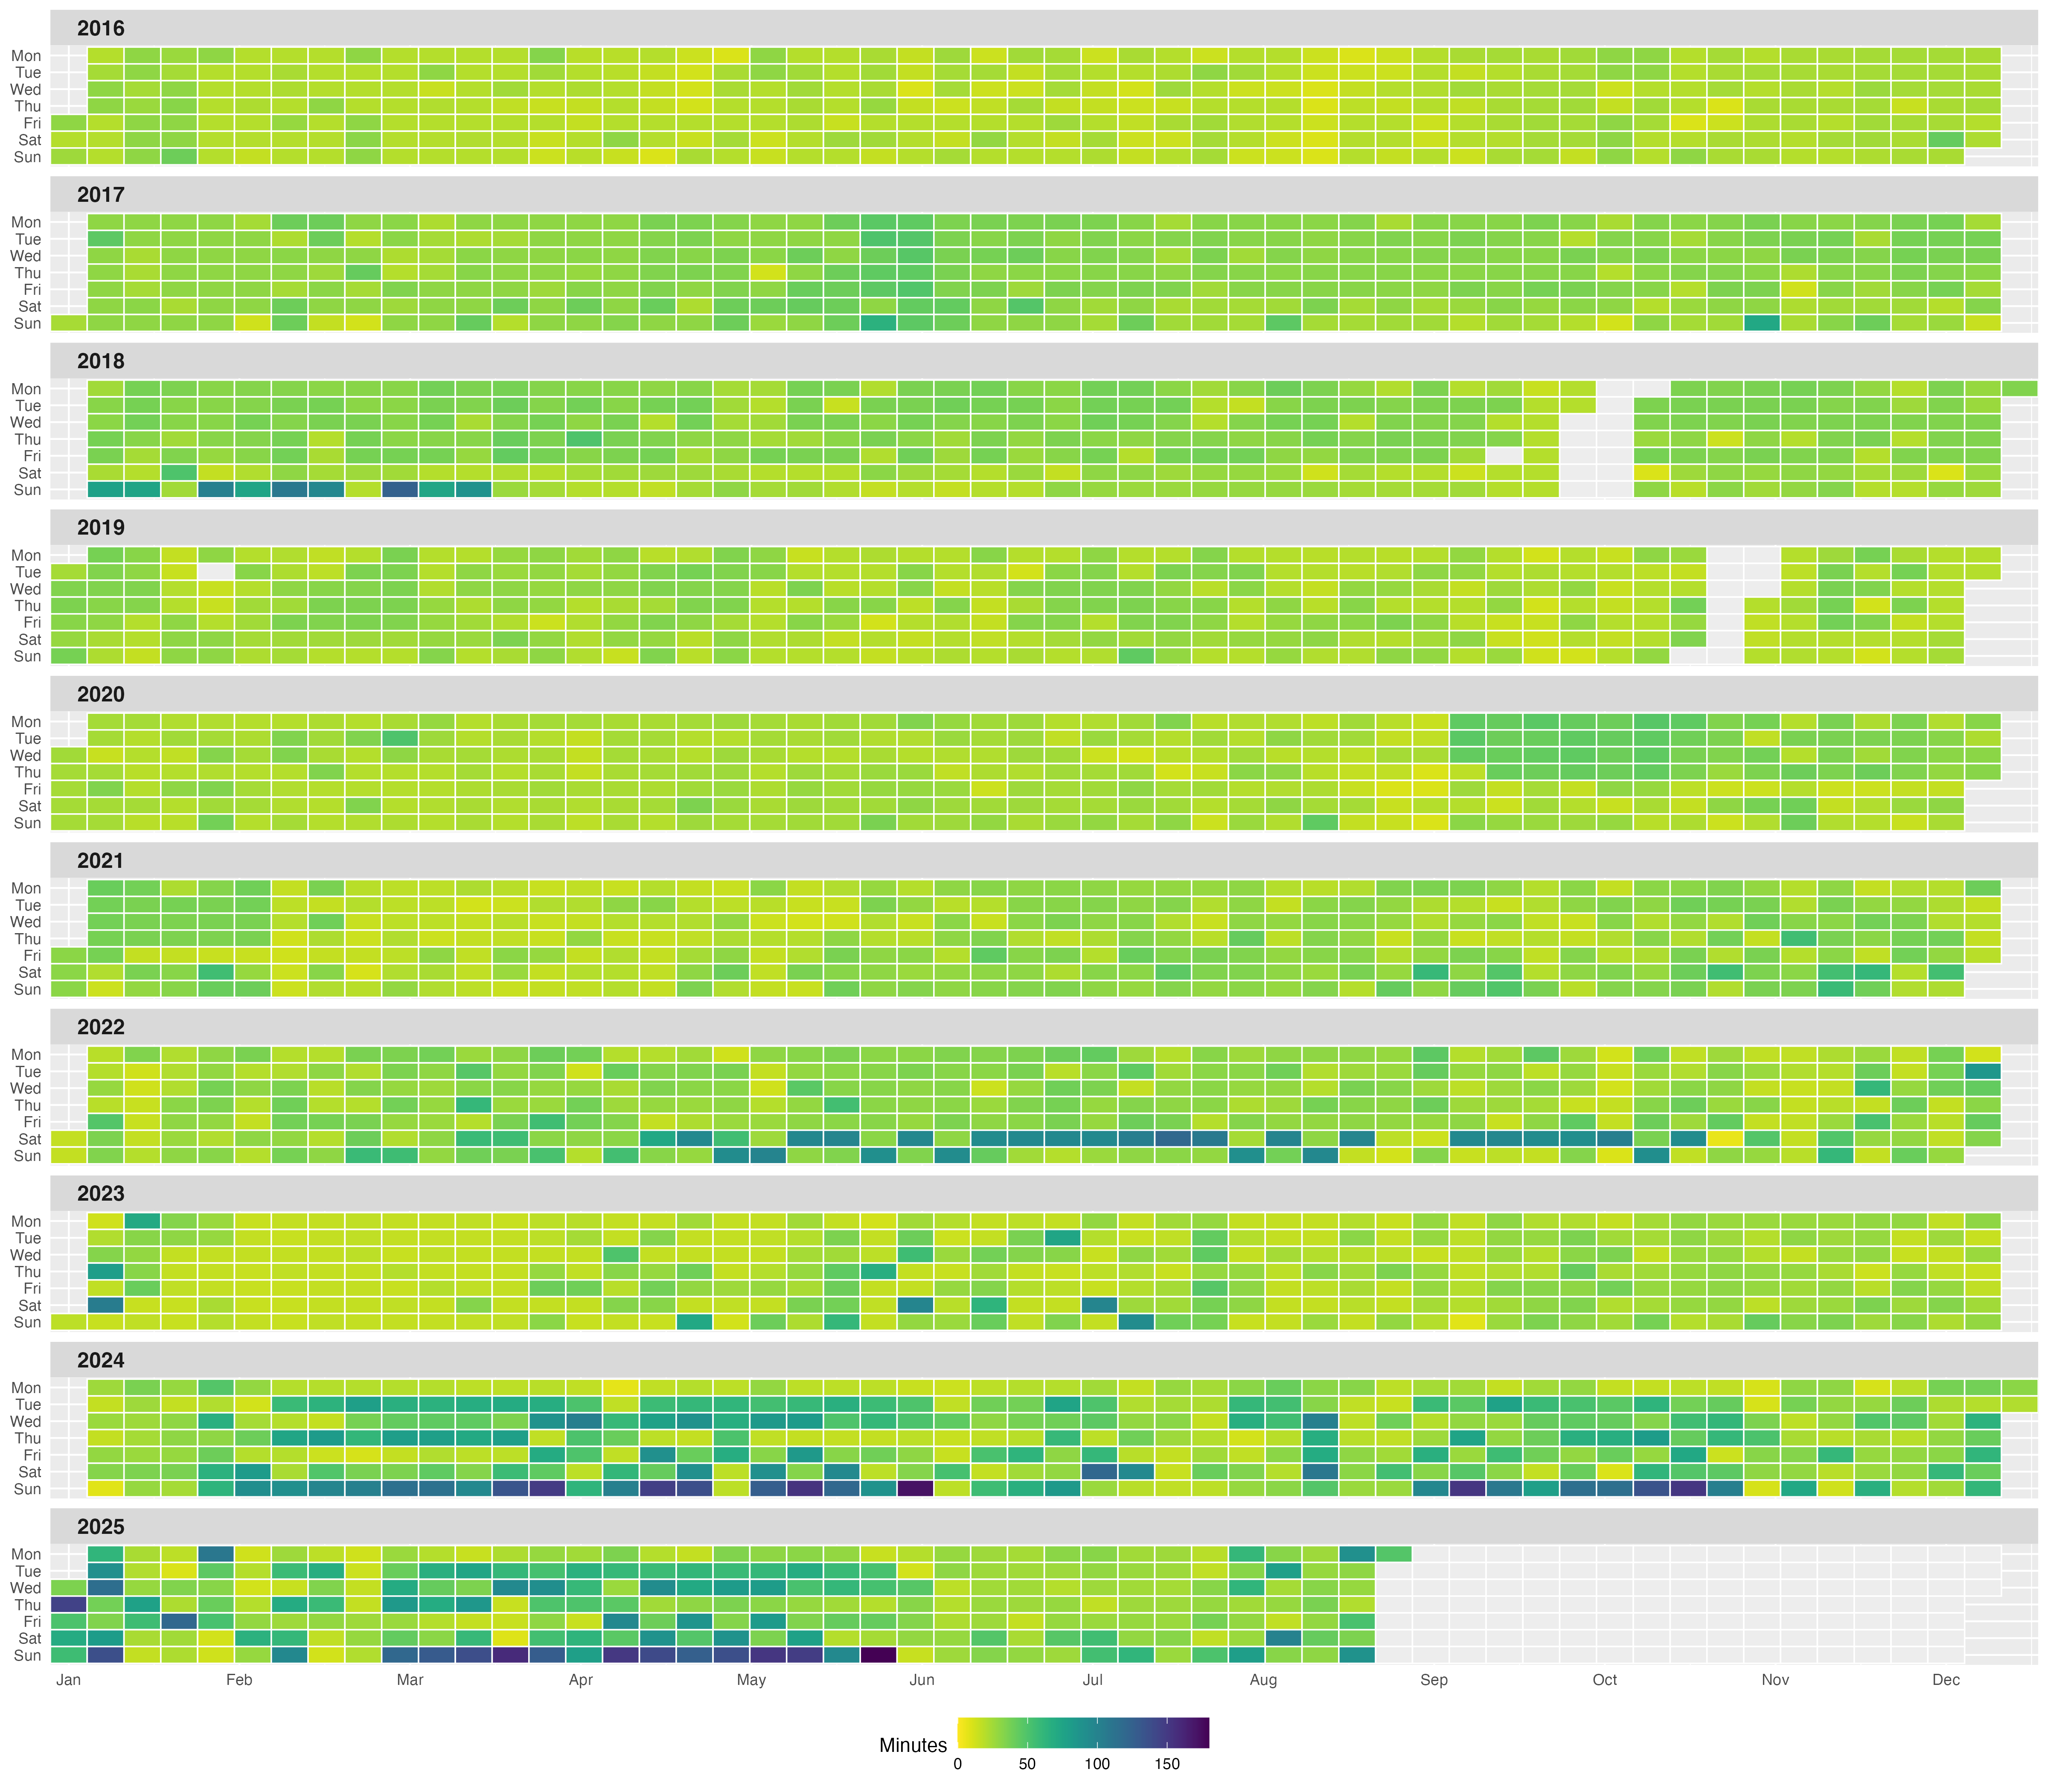 2016
Mon
Tue
Wed
Thu
Fri
Sat
Sun
2017
Mon
Tue
Wed
Thu
Fri
Sat
Sun
2018
Mon
Tue
Wed
Thu
Fri
Sat
Sun
2019
Mon
Tue
Wed
Thu
Fri
Sat
Sun
2020
Mon
Tue
Wed
Thu
Fri
Sat
Sun
2021
Mon
Tue
Wed
Thu
Fri
Sat
Sun
2022
Mon
Tue
Wed
Thu
Fri
Sat
Sun
2023
Mon
Tue
Wed
Thu
Fri
Sat
Sun
2024
Mon
Tue
Wed
Thu
Fri
Sat
Sun
2025
Mon
Tue
Wed
Thu
Fri
Sat
Sun
Jan Feb Mar Apr May Jun Jul Aug Sep Oct Nov Dec
Minutes
0 50 100 150